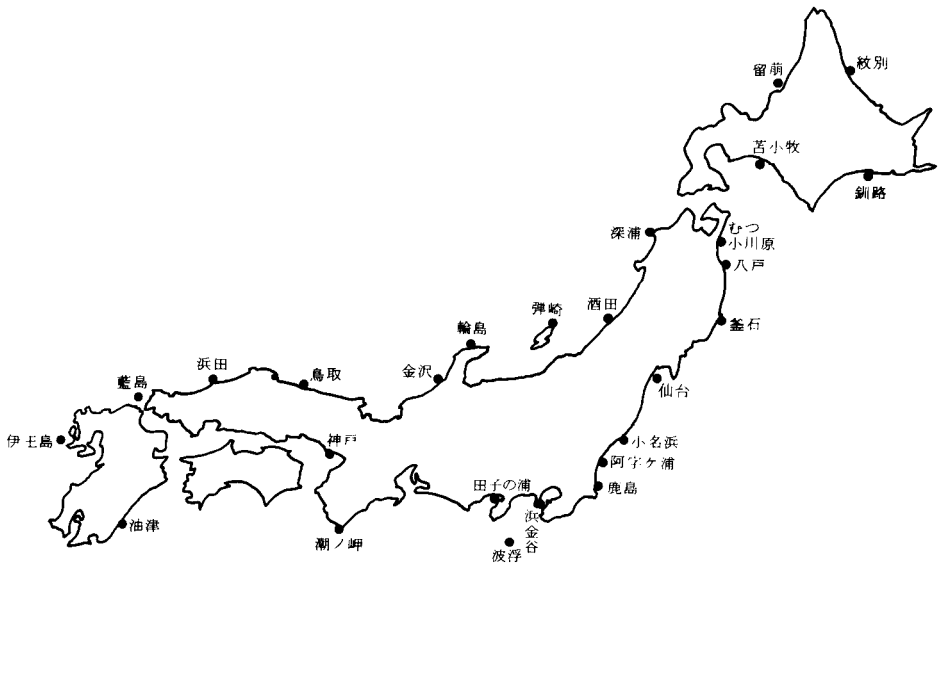 留萌
紋別
苫小牧
釧路
深浦
むつ
小川原
八戸
弾崎
酒田
釜石
輪島
浜田
鳥取
金沢
藍島
仙台
伊王島
神戸
小名浜
阿字ケ浦
田子の浦
鹿島
浜金谷
油津
潮ノ岬
波浮